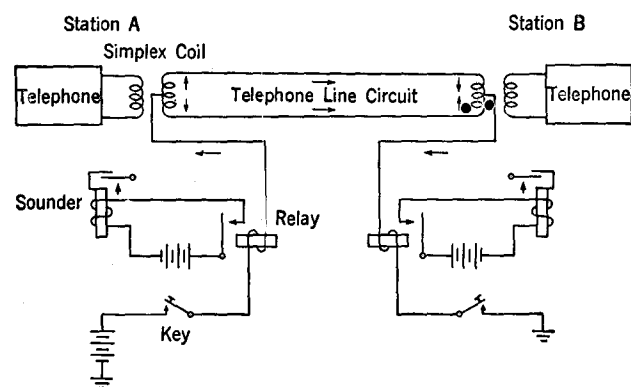 Station A
Station B
Simplex Coil
Telephone
Telephone Line Circuit
Telephone
Sounder
Relay
Key